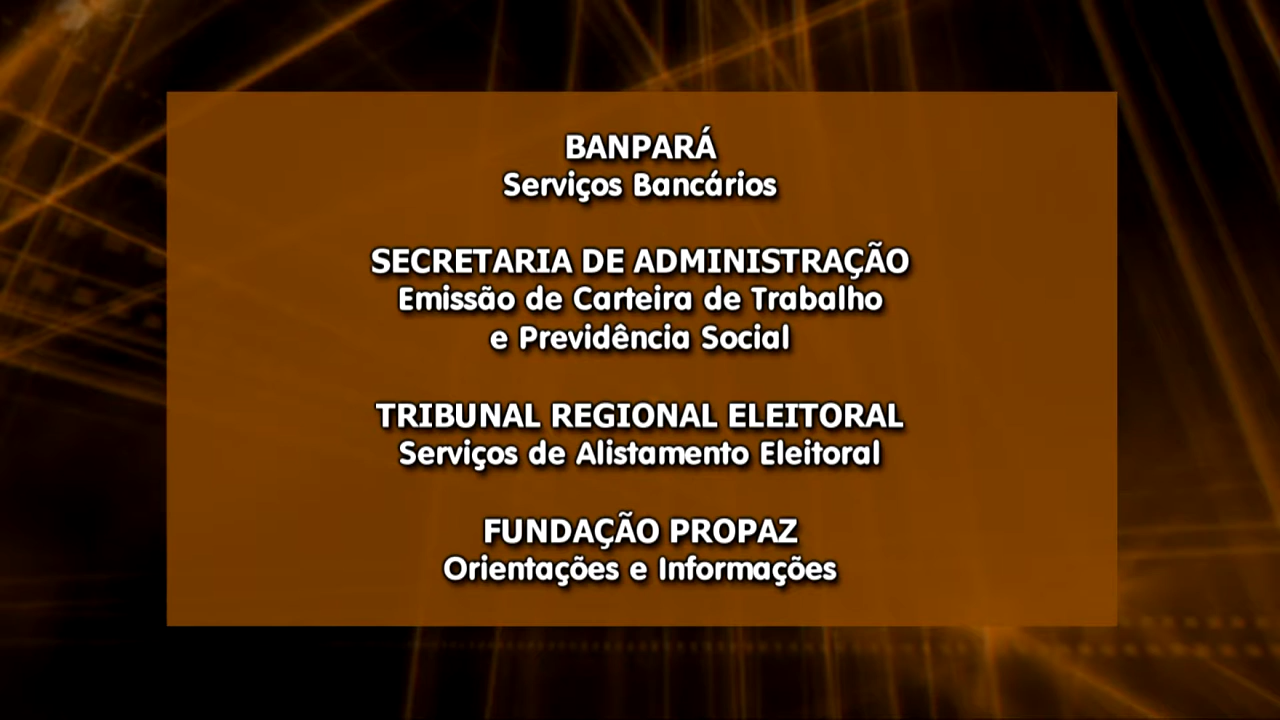 BANPARÁ
Serviços Bancários
SECRETARIA DE ADMINISTRAÇÃO
Emissão de Carteira de Trabalho
e Previdência Social
TRIBUNAL REGIONAL ELEITORAL
Serviços de Alistamento Eleitoral
FUNDAÇÃO PROPAZ
Orientações e Informações